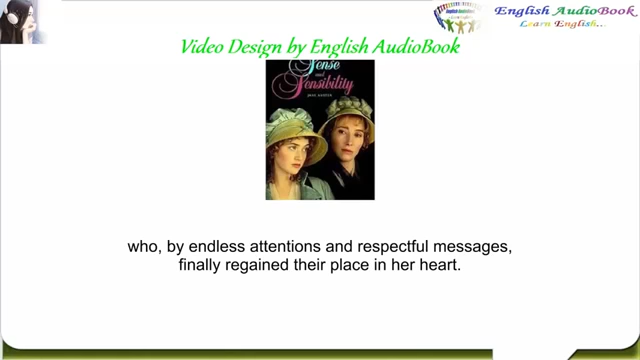 English AudioBook
Learn English...
Video Design by English AudioBook
Sense
and
Sensibility
JANE AUSTEN
who, by endless attentions and respectful messages,
finally regained their place in her heart.